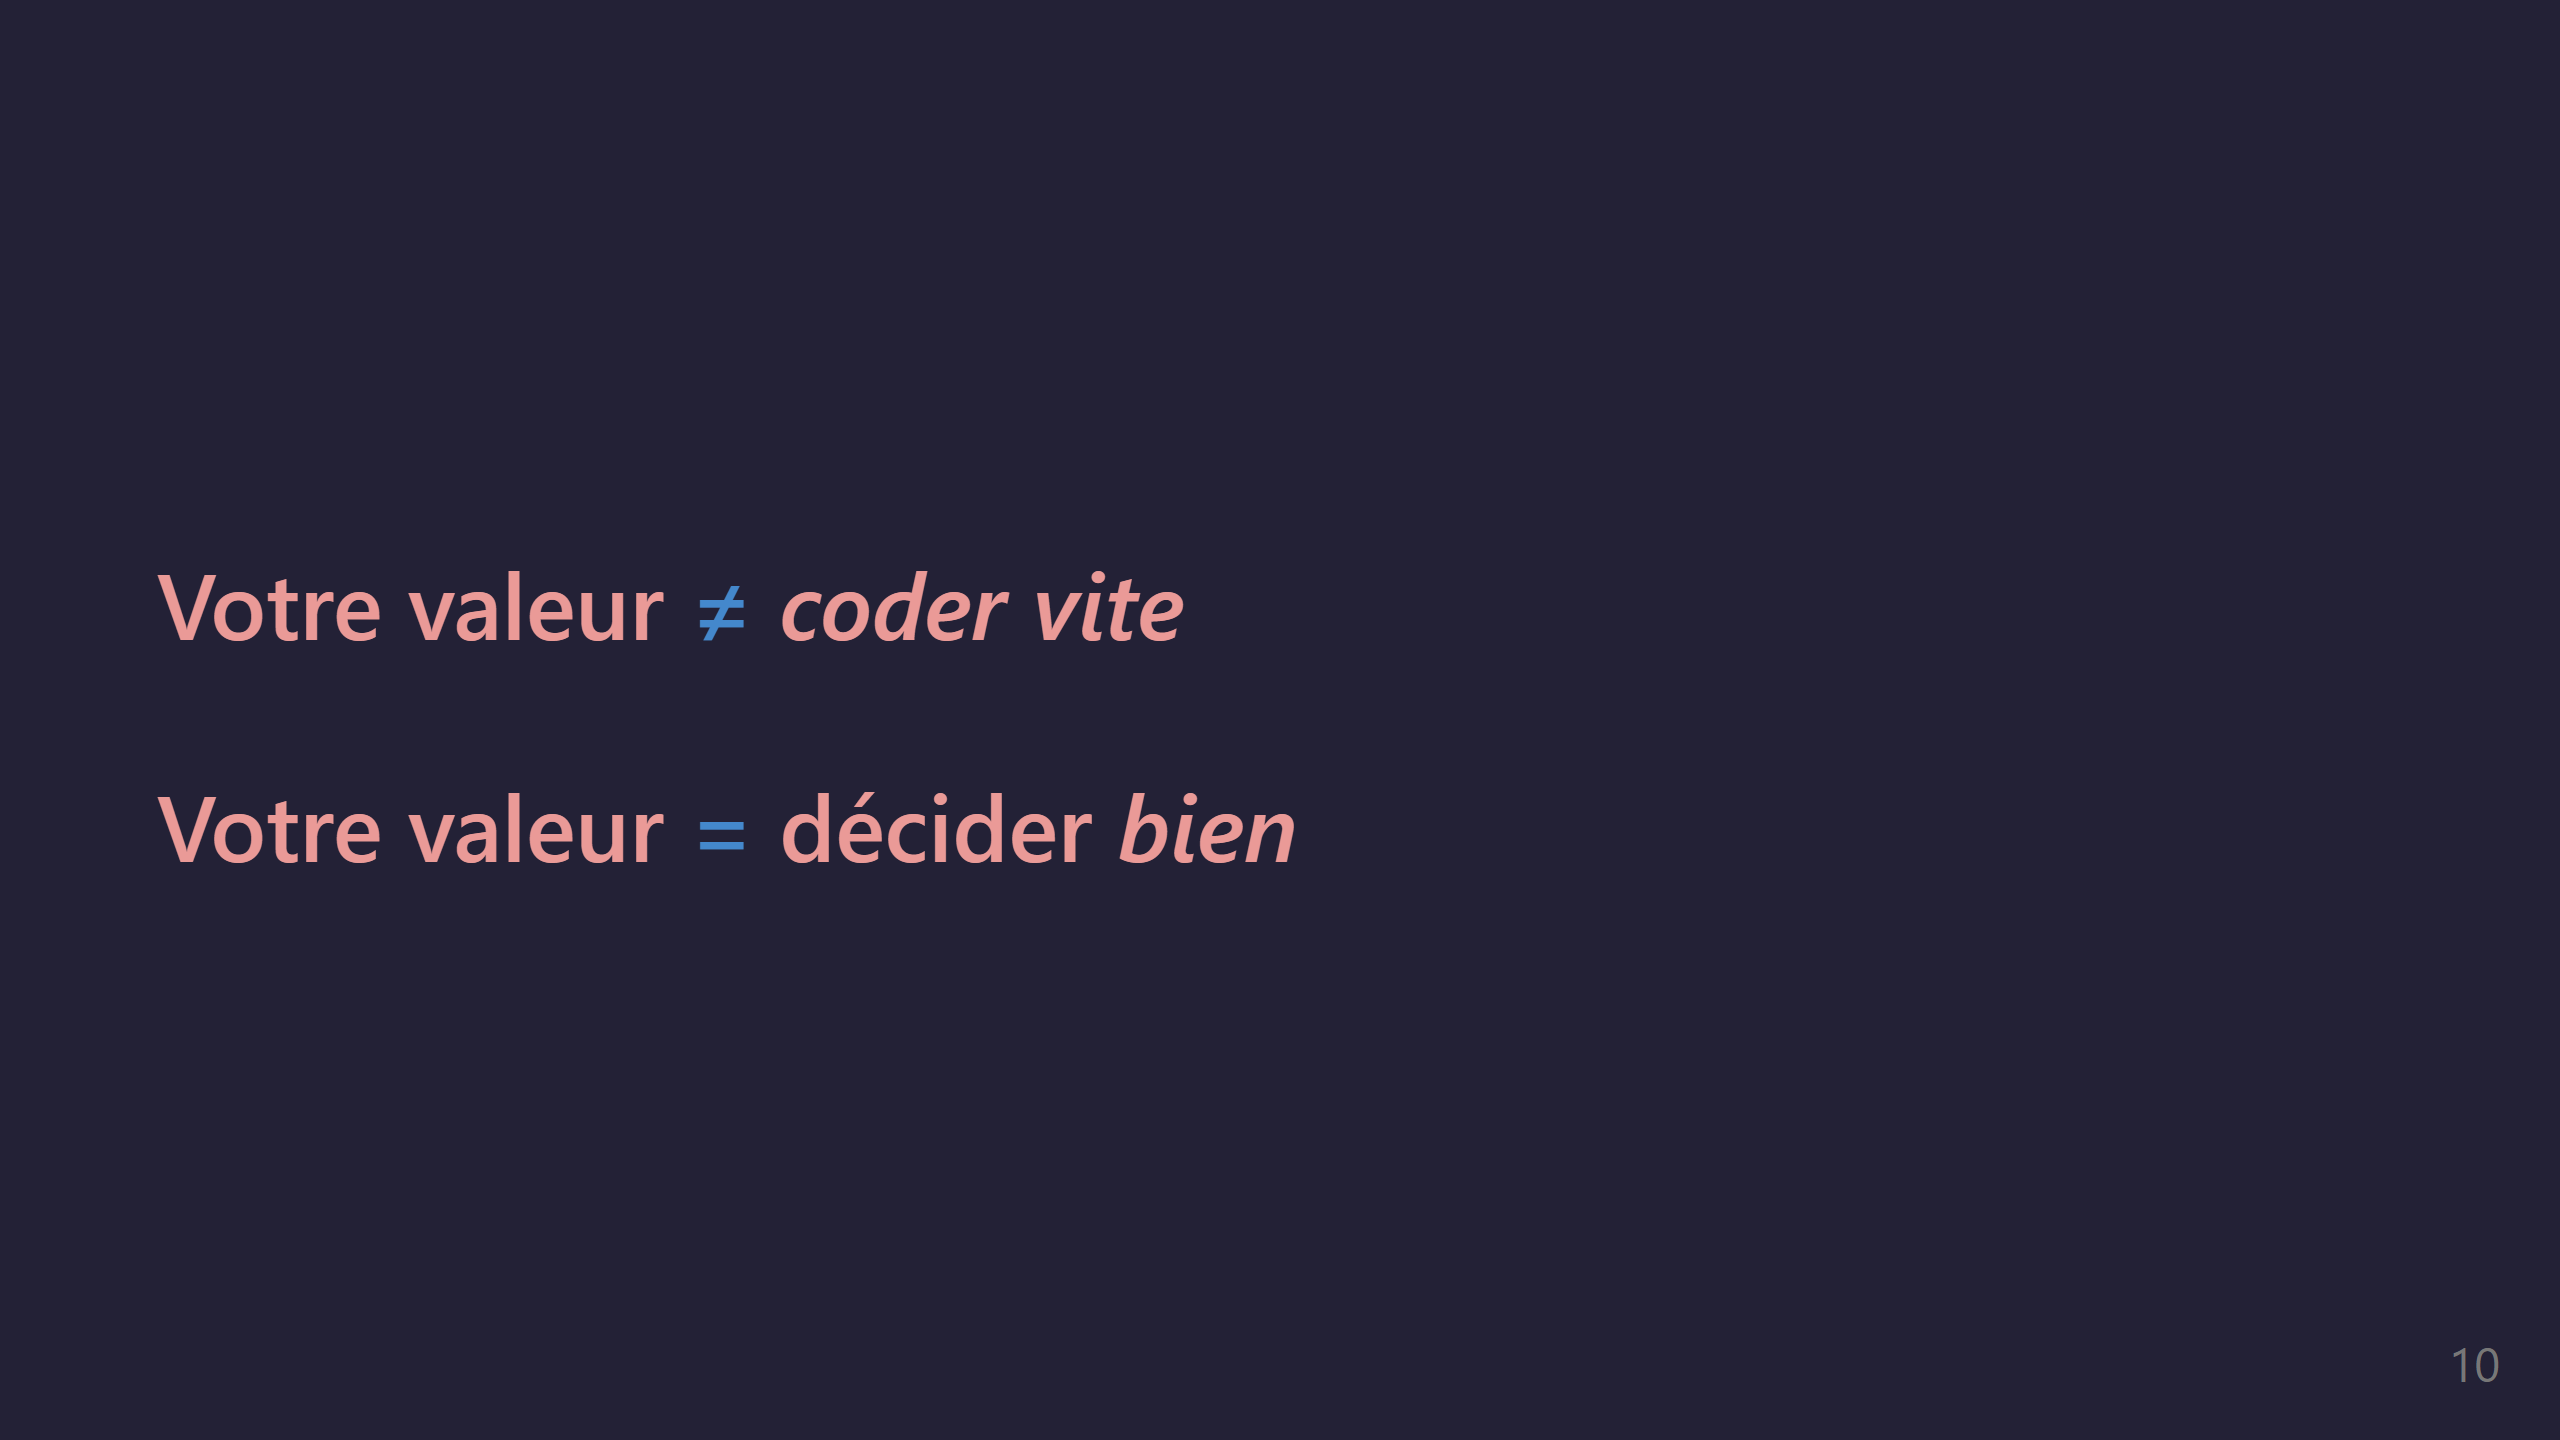 Votre valeur ≠ coder vite
Votre valeur = décider bien
10